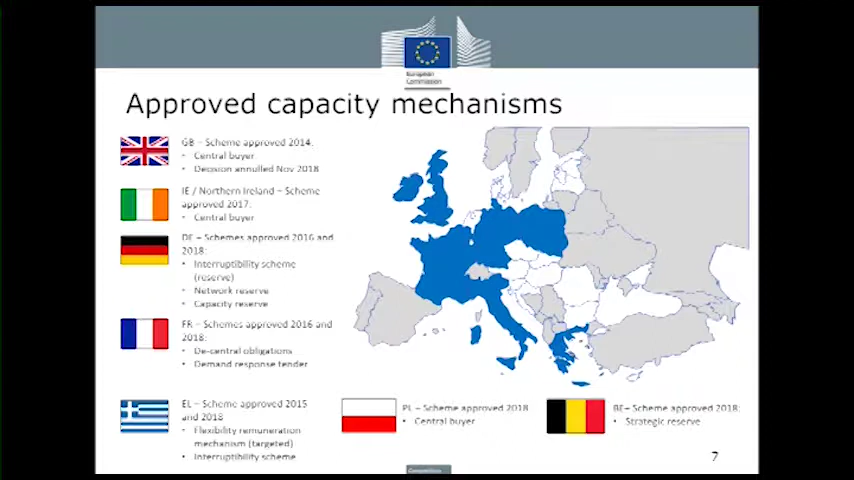 European
Commission
Approved capacity mechanisms
GB – Scheme approved 2014:
• Central buyer
• Decision annulled Nov 2018
IE / Northern Ireland – Scheme
approved 2017:
• Central buyer
DE – Schemes approved 2016 and
2018:
• Interruptibility scheme
(reserve)
• Network reserve
• Capacity reserve
FR – Schemes approved 2016 and
2018:
• De-central obligations
• Demand response tender
EL – Scheme approved 2015
and 2018
• Flexibility remuneration
mechanism (targeted)
• Interruptibility scheme
PL – Scheme approved 2018
• Central buyer
BE– Scheme approved 2018:
• Strategic reserve
7
Competition